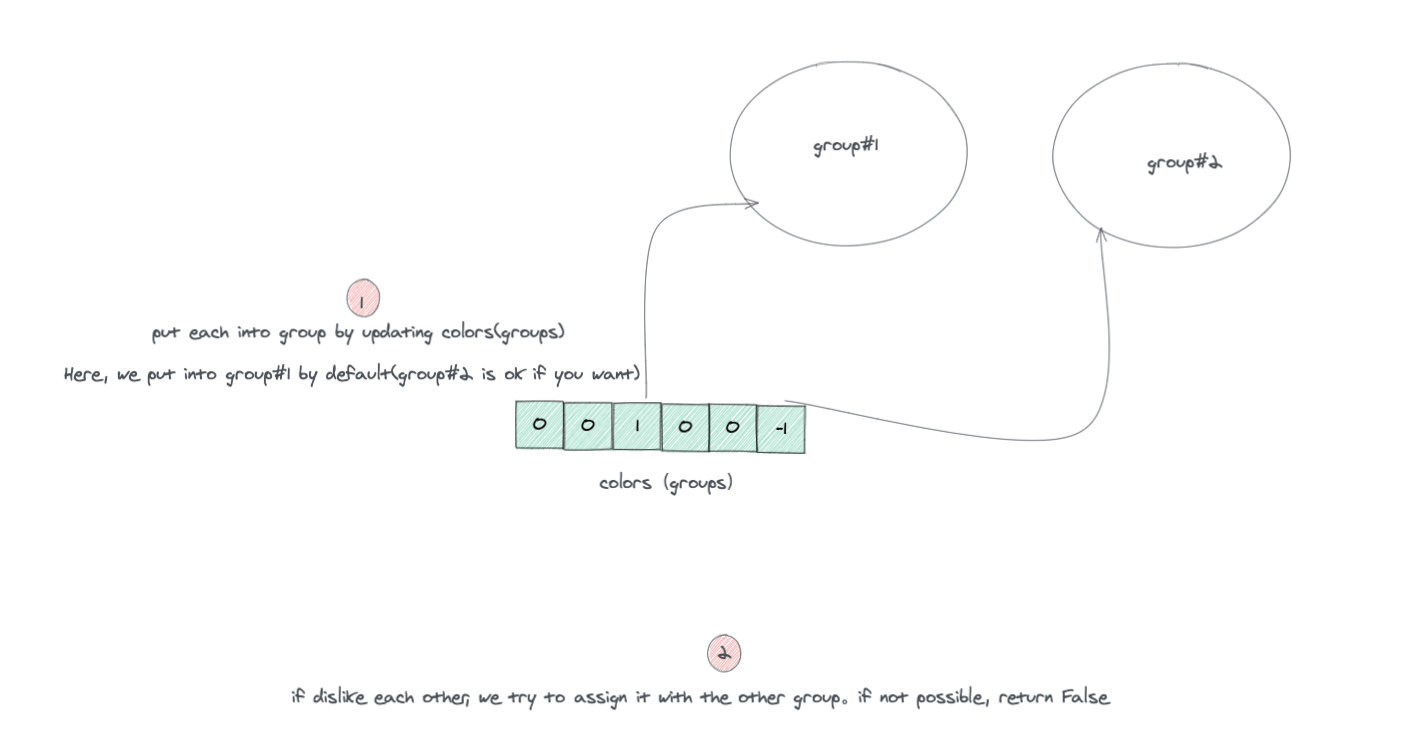 group#1
group#2
1
put each into group by updating colors(groups)
Here, we put into group#1 by default(group#2 is ok if you want)
0 0 1 0 0 -1
colors (groups)
2
if dislike each other, we try to assign it with the other group. if not possible, return False